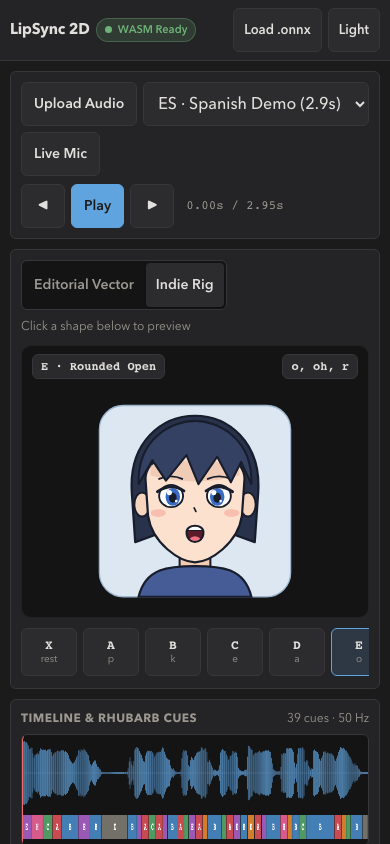 LipSync 2D
WASM Ready
Load .onnx
Light
Upload Audio
ES · Spanish Demo (2.9s)
Live Mic
◄
Play
►
0.00s / 2.95s
Editorial Vector
Indie Rig
Click a shape below to preview
E · Rounded Open
o, oh, r
X
rest
A
p
B
k
C
e
D
a
E
o
TIMELINE & RHUBARB CUES
39 cues · 50 Hz